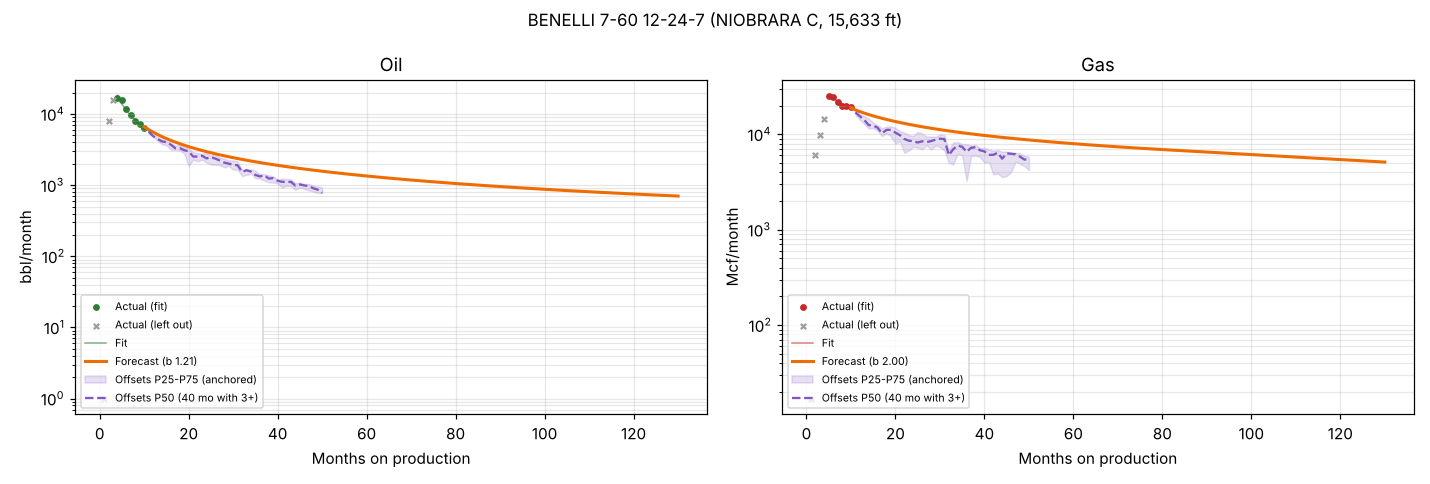 BENELLI 7-60 12-24-7 (NIOBRARA C, 15,633 ft)
Oil
bbl/month
10⁴
10³
10²
10¹
10⁰
Actual (fit)
Actual (left out)
Fit
Forecast (b 1.21)
Offsets P25-P75 (anchored)
Offsets P50 (40 mo with 3+)
0 20 40 60 80 100 120
Months on production
Gas
Mcf/month
10⁴
10³
10²
Actual (fit)
Actual (left out)
Fit
Forecast (b 2.00)
Offsets P25-P75 (anchored)
Offsets P50 (40 mo with 3+)
0 20 40 60 80 100 120
Months on production